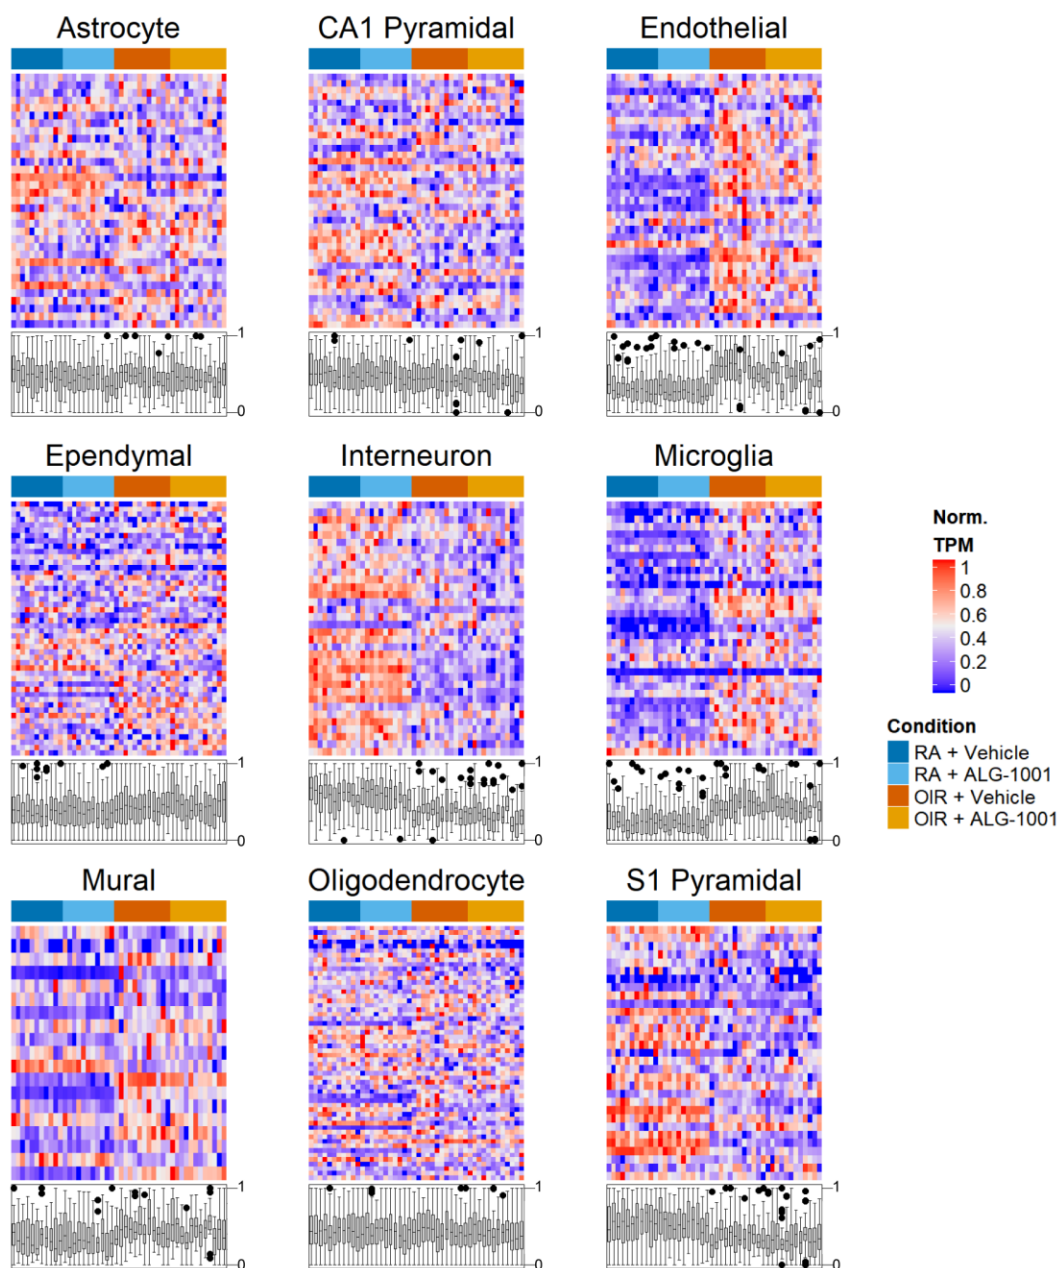 Astrocyte
CA1 Pyramidal
Endothelial
1
0
1
0
1
0
Ependymal
Interneuron
Microglia
1
0
1
0
1
0
Norm.
TPM
1
0.8
0.6
0.4
0.2
0
Condition
RA + Vehicle
RA + ALG-1001
OIR + Vehicle
OIR + ALG-1001
Mural
Oligodendrocyte
S1 Pyramidal
1
0
1
0
1
0